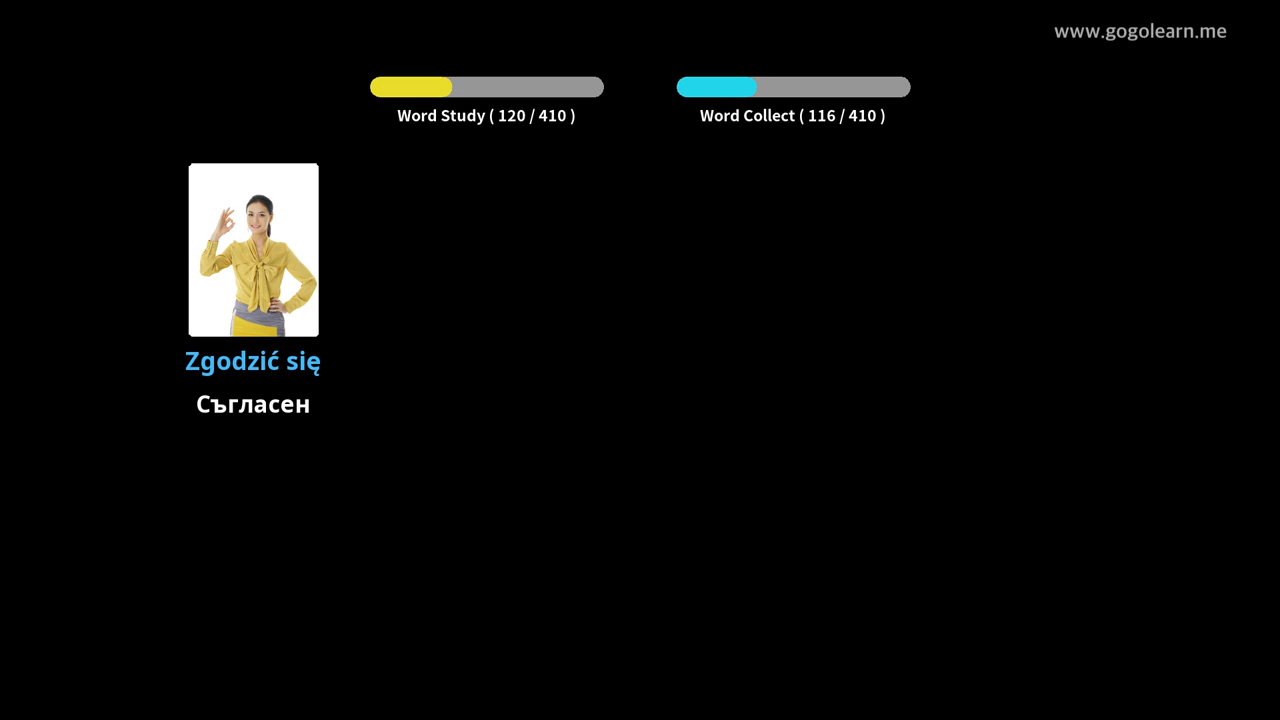 www.gogolearn.me
Word Study ( 120 / 410 )
Word Collect ( 116 / 410 )
Zgodzić się
Съгласен